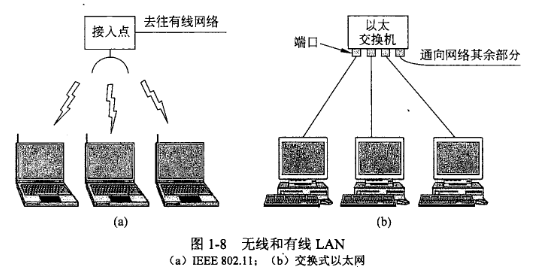 接入点
去往有线网络
以太
交换机
端口
通向网络其余部分
(a)
(b)
图 1-8 无线和有线 LAN
(a) IEEE 802.11； (b) 交换式以太网